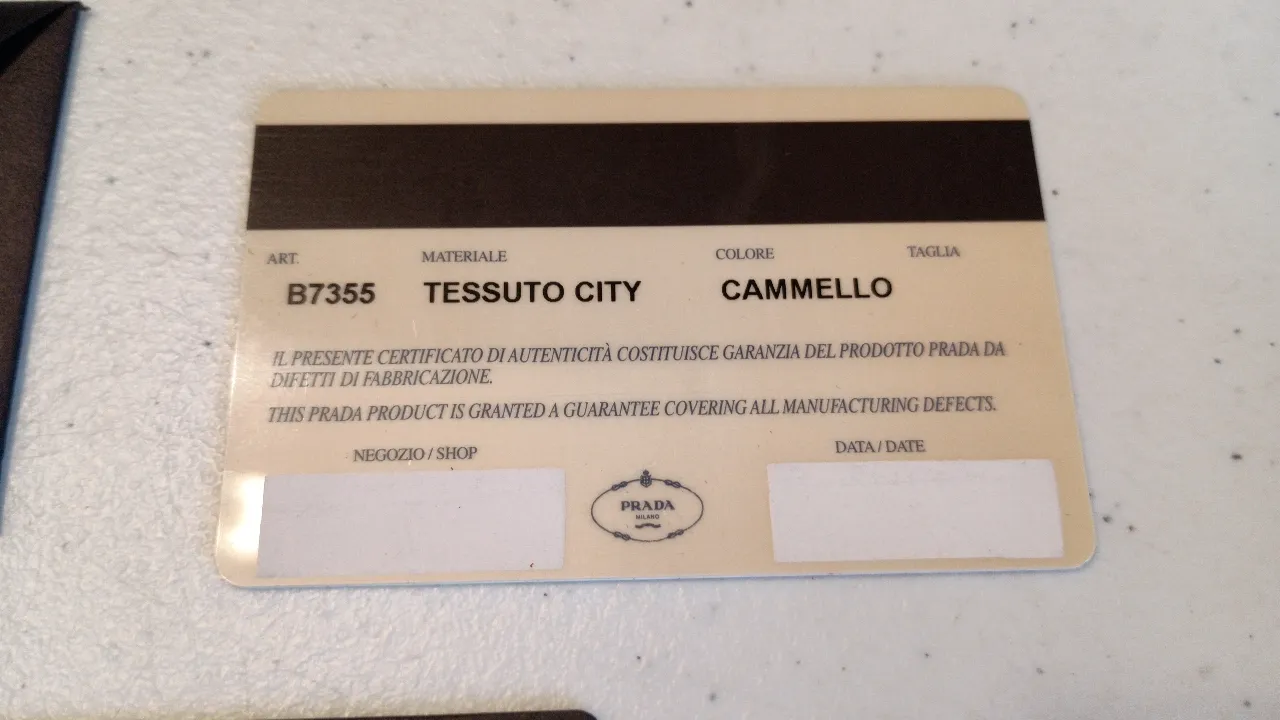 ART. MATERIALE COLORE TAGLIA
B7355 TESSUTO CITY CAMMELLO
IL PRESENTE CERTIFICATO DI AUTENTICITÀ COSTITUISCE GARANZIA DEL PRODOTTO PRADA DA
DIFETTI DI FABBRICAZIONE.
THIS PRADA PRODUCT IS GRANTED A GUARANTEE COVERING ALL MANUFACTURING DEFECTS.
NEGOZIO / SHOP DATA / DATE
PRADA
MILANO